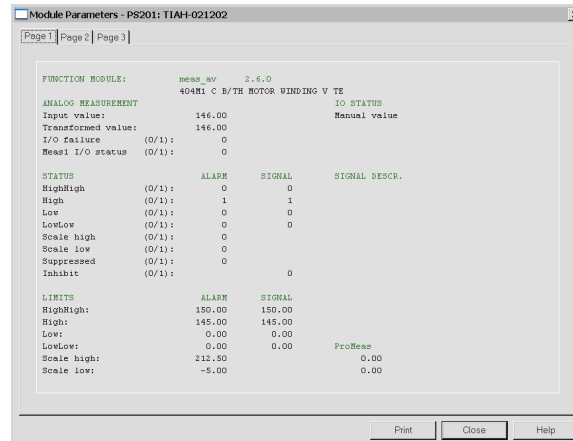 Module Parameters - PS201: TIAH-021202
Page 1 Page 2 Page 3
FUNCTION MODULE: meas_av 2.6.0
404M1 C B/TH MOTOR WINDING V TE
ANALOG MEASUREMENT IO STATUS
Input value: 146.00 Manual value
Transformed value: 146.00
I/O failure (0/1): 0
Meas1 I/O status (0/1): 0
STATUS ALARM SIGNAL SIGNAL DESCR.
HighHigh (0/1): 0 0
High (0/1): 1 1
Low (0/1): 0 0
LowLow (0/1): 0 0
Scale high (0/1): 0
Scale low (0/1): 0
Suppressed (0/1): 0
Inhibit (0/1): 0
LIMITS ALARM SIGNAL
HighHigh: 150.00 150.00
High: 145.00 145.00
Low: 0.00 0.00
LowLow: 0.00 0.00 ProMeas
Scale high: 212.50 0.00
Scale low: -5.00 0.00
Print Close Help